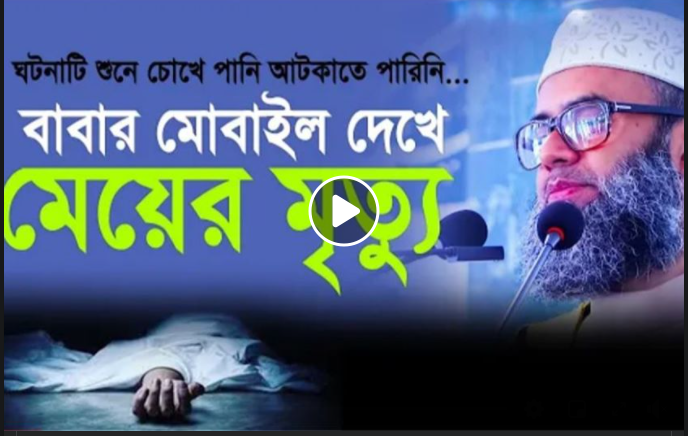 ঘটনাটি শুনে চোখে পানি আটকাতে পারিনি...
বাবার মোবাইল দেখে
মেয়ের মৃত্যু